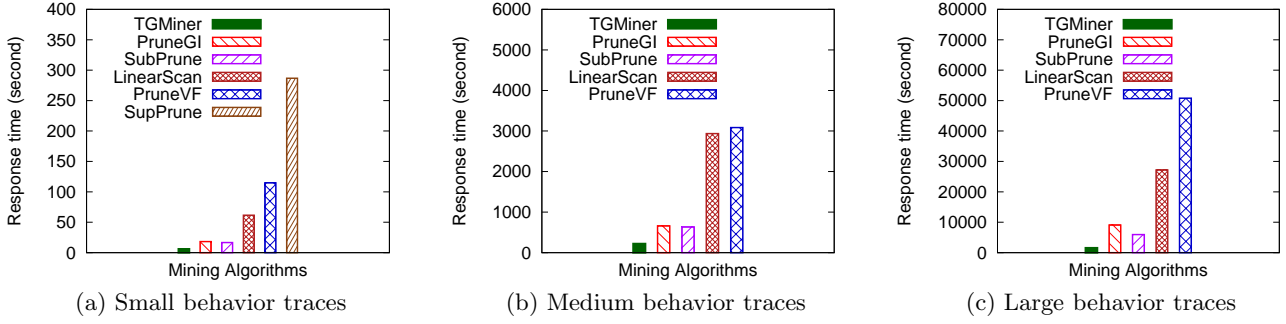 400
350
300
250
200
150
100
50
0
Response time (second)
TGMiner
PruneGI
SubPrune
LinearScan
PruneVF
SupPrune
Mining Algorithms
(a) Small behavior traces
6000
5000
4000
3000
2000
1000
0
Response time (second)
TGMiner
PruneGI
SubPrune
LinearScan
PruneVF
Mining Algorithms
(b) Medium behavior traces
80000
70000
60000
50000
40000
30000
20000
10000
0
Response time (second)
TGMiner
PruneGI
SubPrune
LinearScan
PruneVF
Mining Algorithms
(c) Large behavior traces